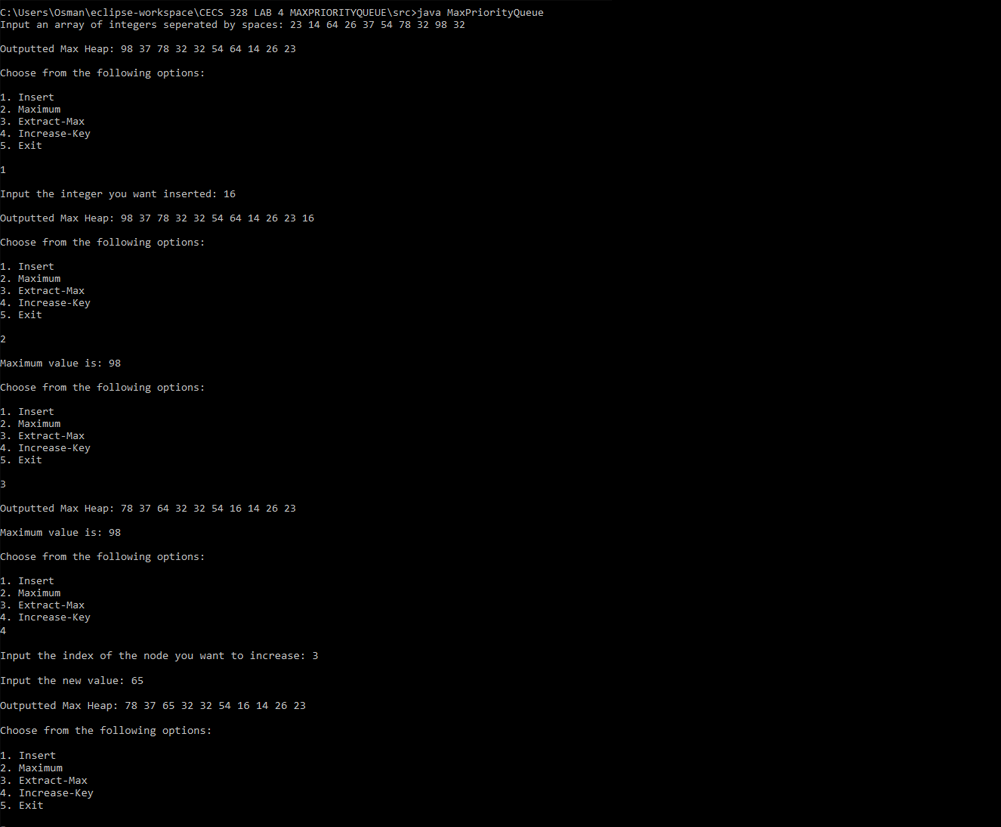 C:\Users\Osman\eclipse-workspace\CECS 328 LAB 4 MAXPRIORITYQUEUE\src>java MaxPriorityQueue
Input an array of integers seperated by spaces: 23 14 64 26 37 54 78 32 98 32
Outputted Max Heap: 98 37 78 32 32 54 64 14 26 23
Choose from the following options:
1. Insert
2. Maximum
3. Extract-Max
4. Increase-Key
5. Exit
1
Input the integer you want inserted: 16
Outputted Max Heap: 98 37 78 32 32 54 64 14 26 23 16
Choose from the following options:
1. Insert
2. Maximum
3. Extract-Max
4. Increase-Key
5. Exit
2
Maximum value is: 98
Choose from the following options:
1. Insert
2. Maximum
3. Extract-Max
4. Increase-Key
5. Exit
3
Outputted Max Heap: 78 37 64 32 32 54 16 14 26 23
Maximum value is: 98
Choose from the following options:
1. Insert
2. Maximum
3. Extract-Max
4. Increase-Key
4
Input the index of the node you want to increase: 3
Input the new value: 65
Outputted Max Heap: 78 37 65 32 32 54 16 14 26 23
Choose from the following options:
1. Insert
2. Maximum
3. Extract-Max
4. Increase-Key
5. Exit